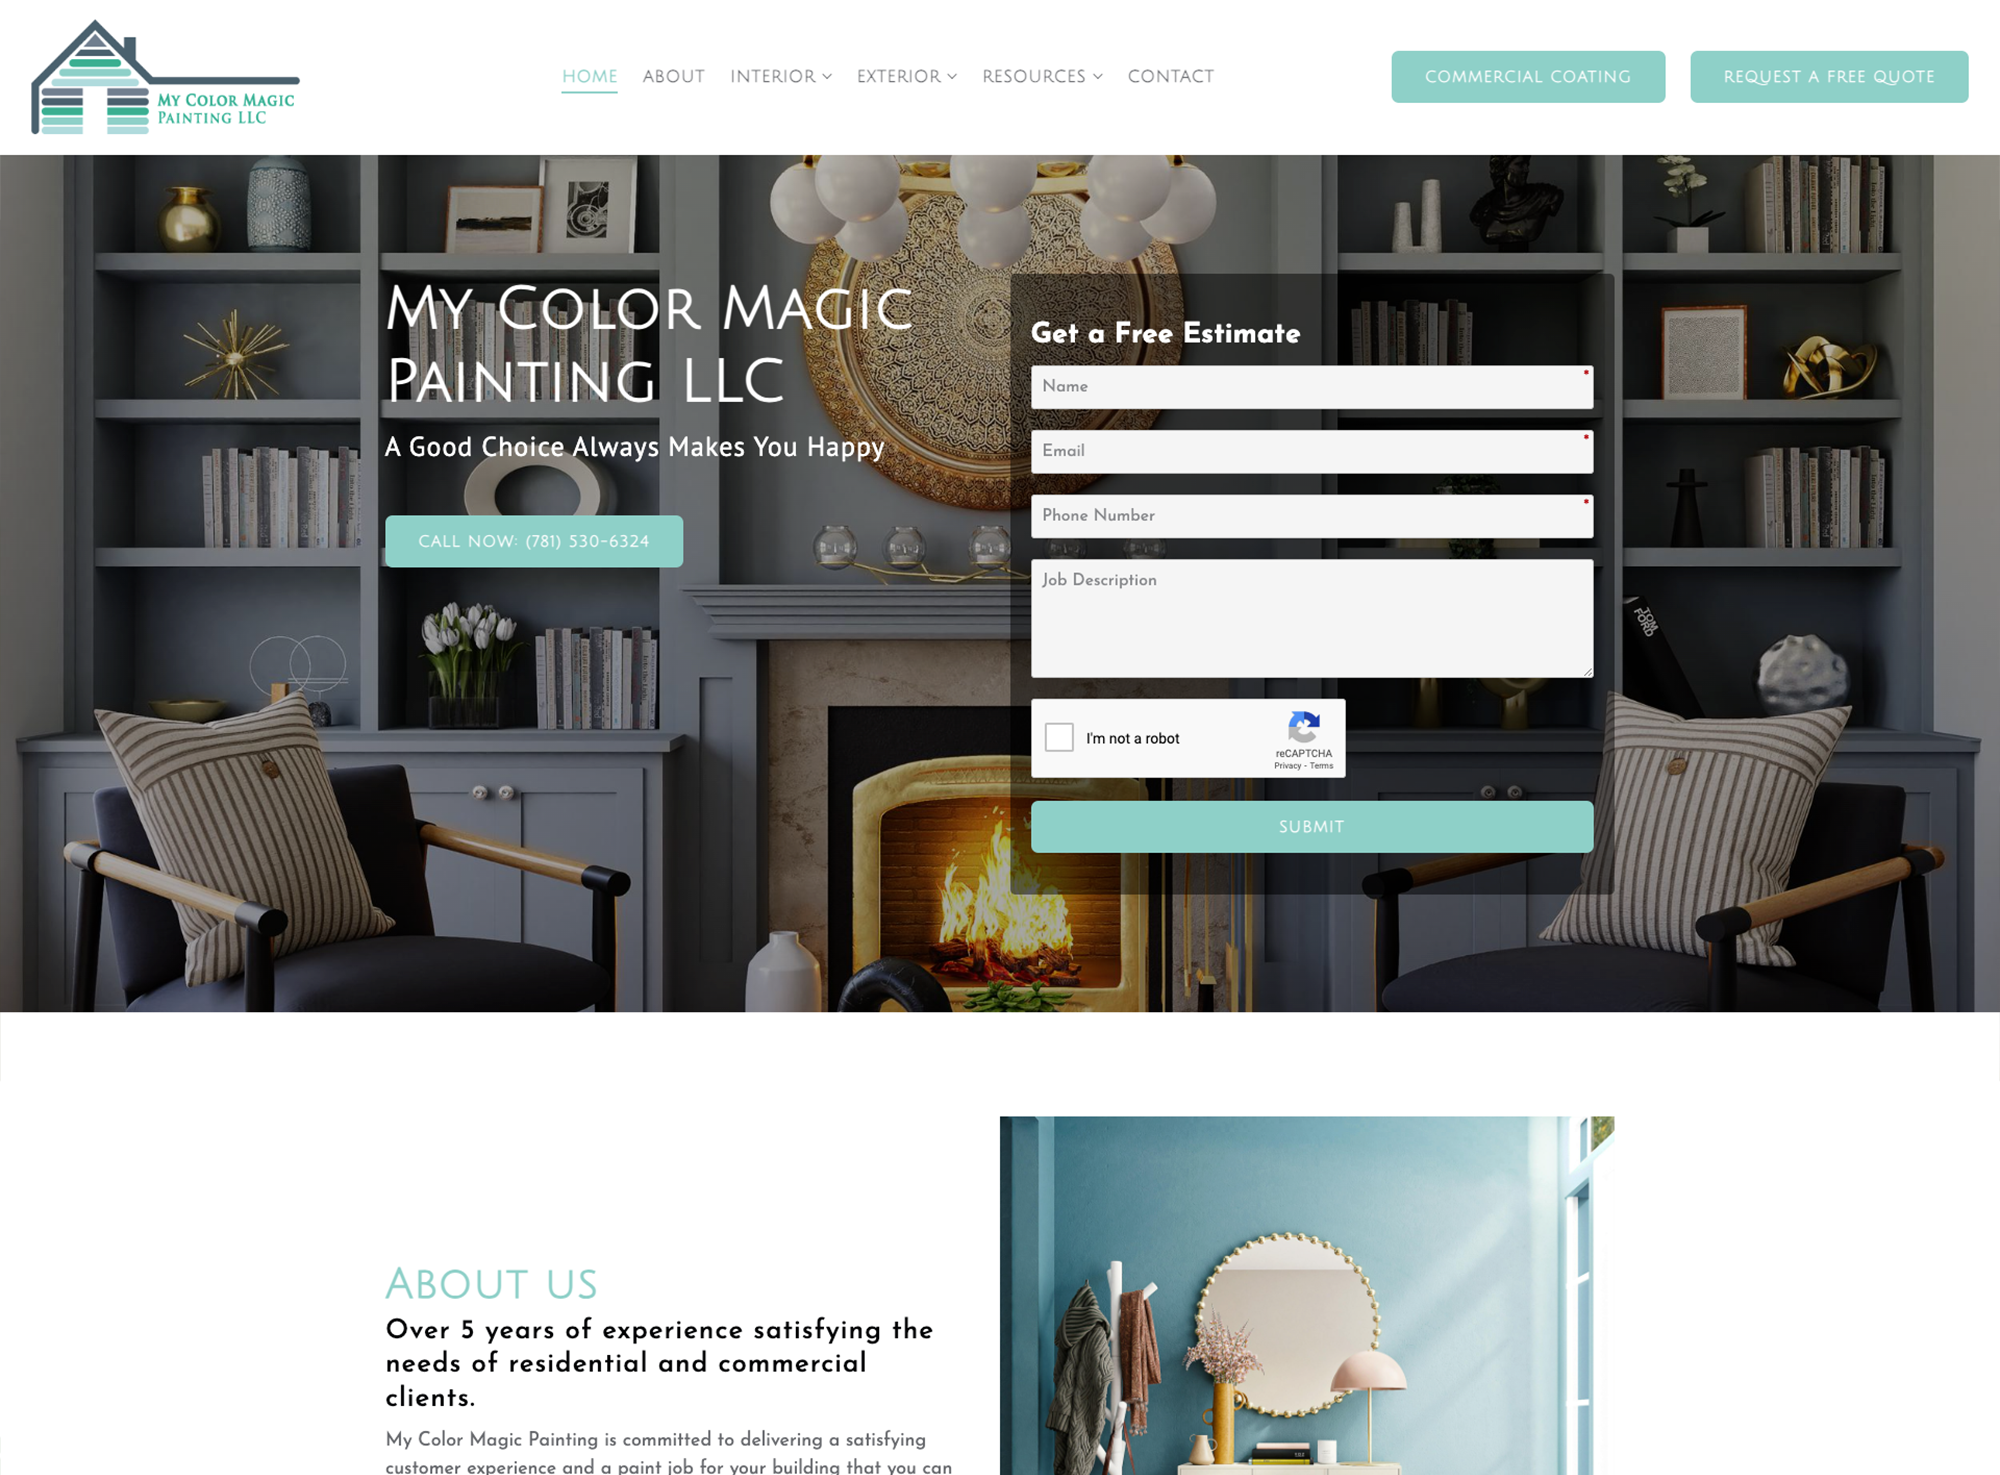 My Color Magic
Painting LLC
HOME
ABOUT
INTERIOR
EXTERIOR
RESOURCES
CONTACT
COMMERCIAL COATING
REQUEST A FREE QUOTE
My Color Magic
Painting LLC
A Good Choice Always Makes You Happy
CALL NOW: (781) 530-6324
Get a Free Estimate
Name
*
Email
*
Phone Number
*
Job Description
I'm not a robot
reCAPTCHA
Privacy - Terms
SUBMIT
TOM
FORD
About us
Over 5 years of experience satisfying the
needs of residential and commercial
clients.
My Color Magic Painting is committed to delivering a satisfying
customer experience and a paint job for your building that you can